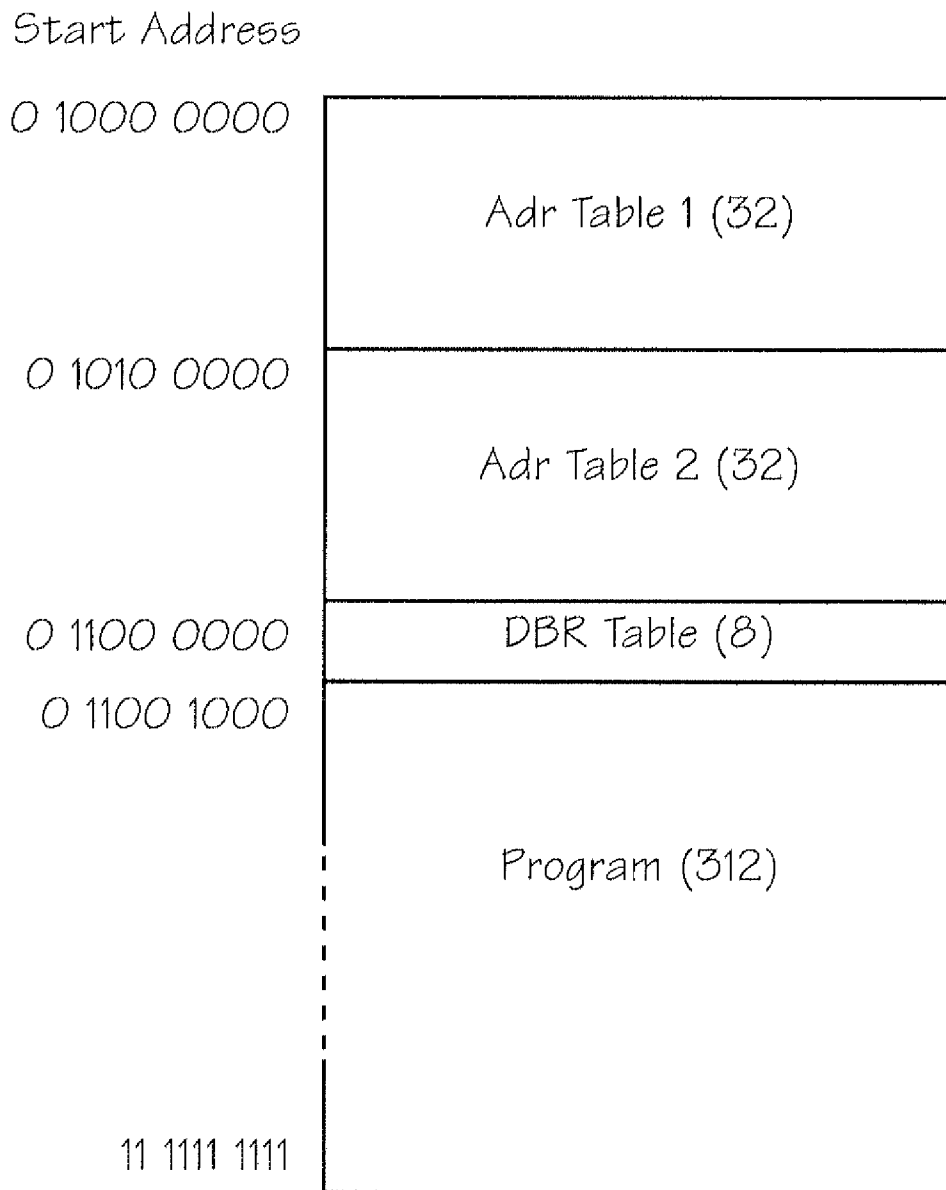 Start Address
0 1000 0000
Adr Table 1 (32)
0 1010 0000
Adr Table 2 (32)
0 1100 0000
DBR Table (8)
0 1100 1000
Program (312)
11 1111 1111